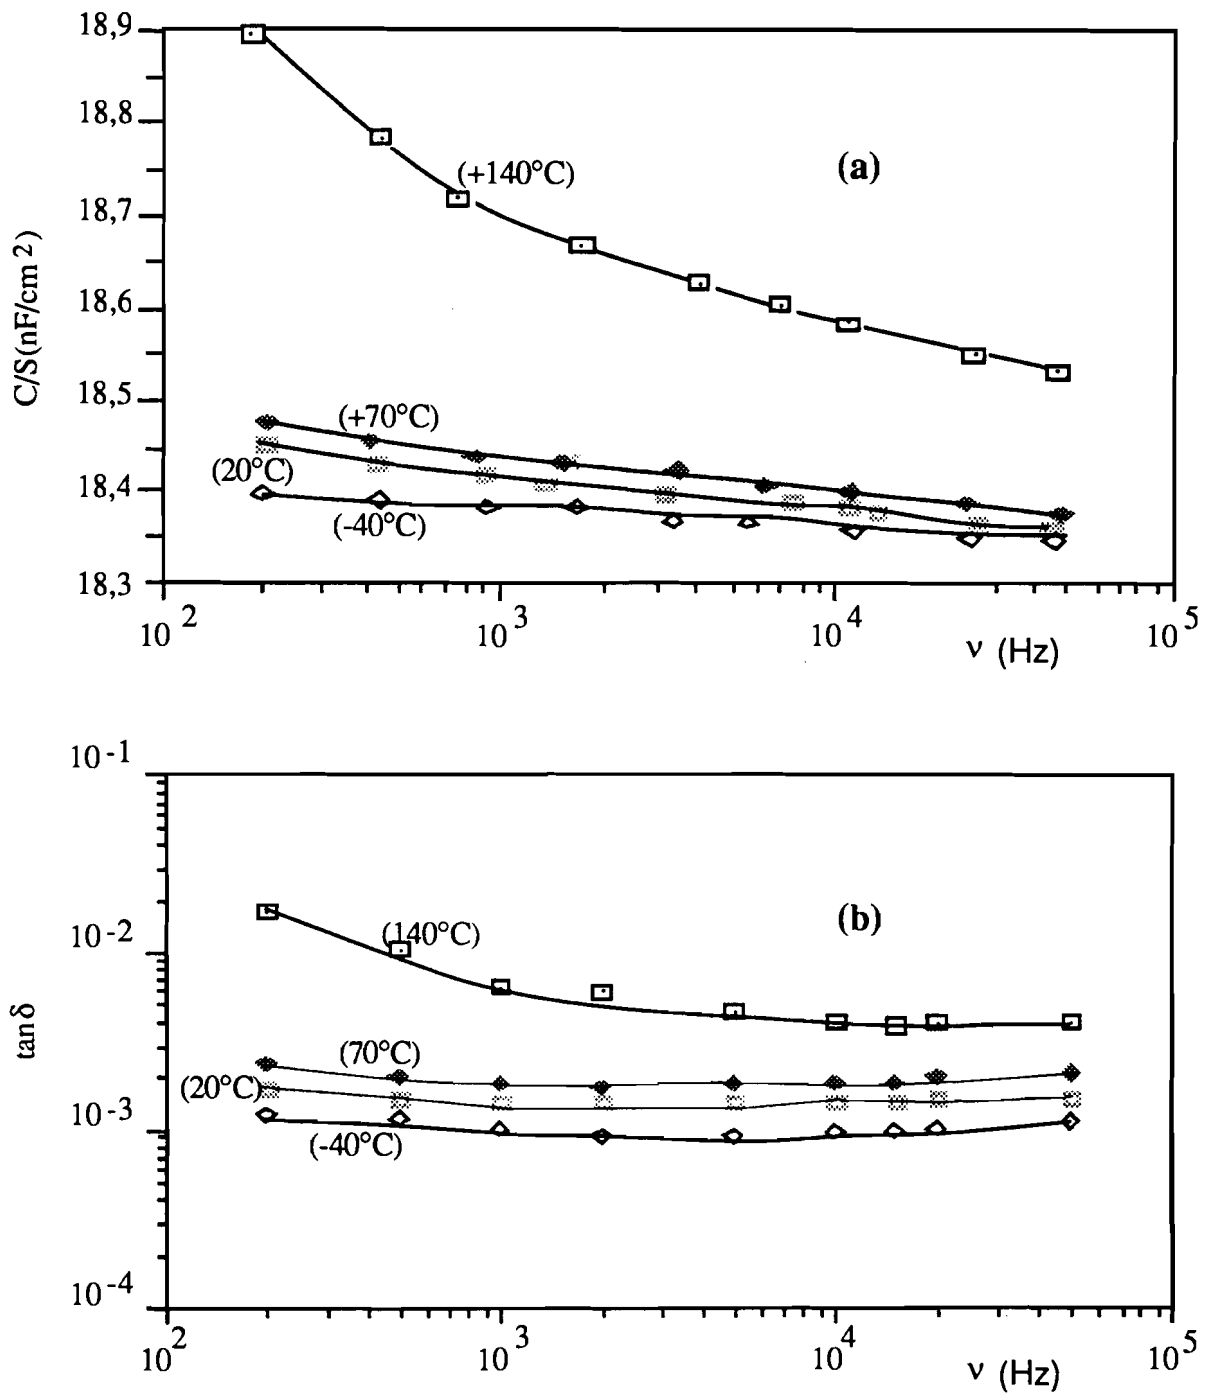 18,9
18,8
(+140°C)
(a)
18,7
C/S(nF/cm 2)
18,6
18,5
(+70°C)
(20°C)
18,4
(-40°C)
18,3
10 2
10 3
10 4
10 5
ν (Hz)
10 -1
(b)
(140°C)
10 -2
tanδ
(70°C)
(20°C)
10 -3
(-40°C)
10 -4
10 2
10 3
10 4
10 5
ν (Hz)